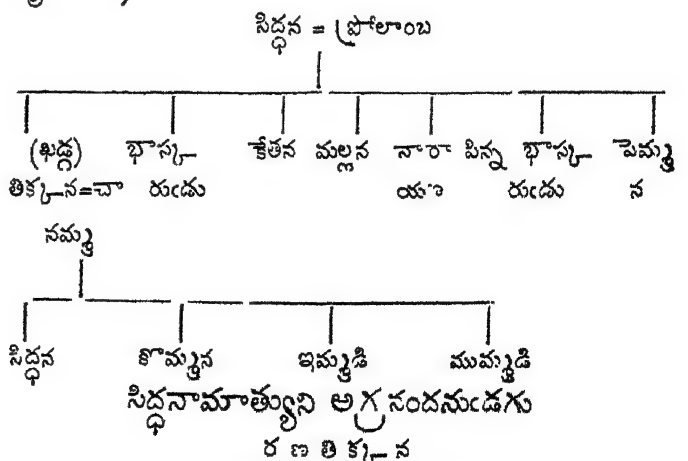 సిద్ధన = ప్రోలాంబ
(ఖడ్గ) భాస్క- కేతన మల్లన నారా పిన్న భాస్క- పెమ్మ
తిక్కన=చా రుఁడు య రుఁడు న
నమ్మ
సిద్ధన కొమ్మన ఇమ్మడి ముమ్మడి
సిద్ధనామాత్యుని అగ్రనందనుఁడగు
రణతిక్కన